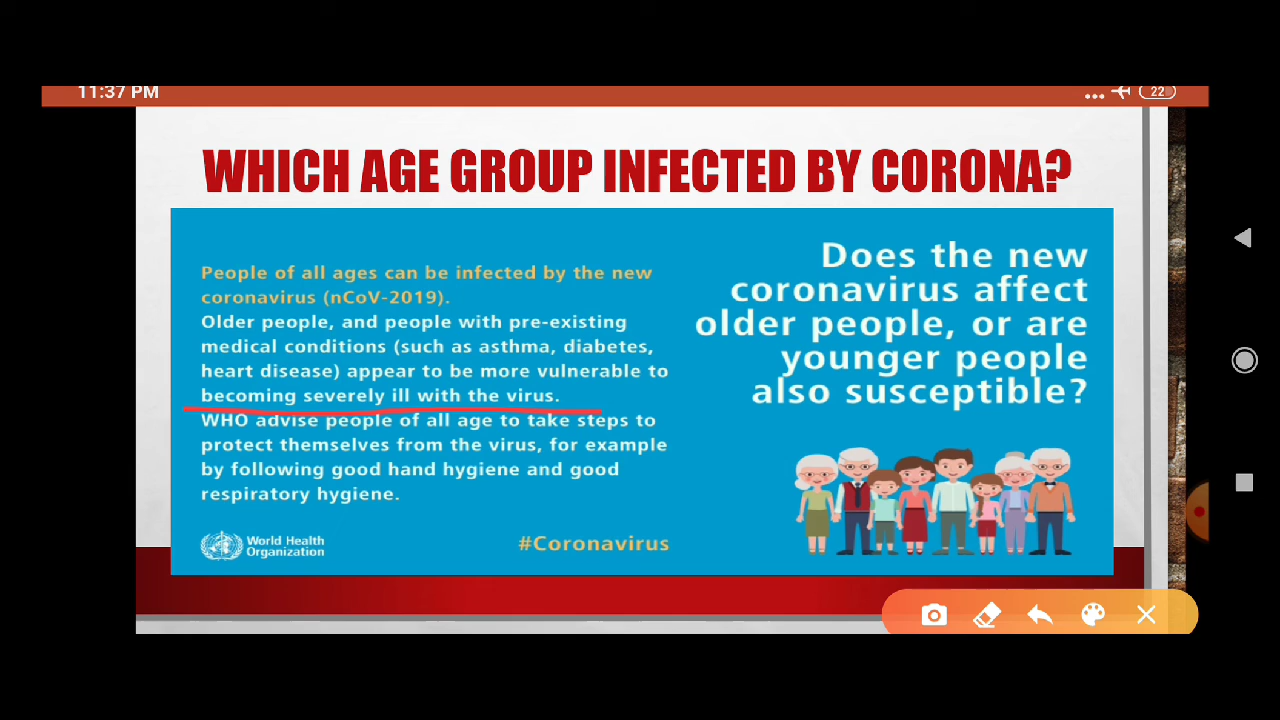 11:37 PM
22
WHICH AGE GROUP INFECTED BY CORONA?
People of all ages can be infected by the new
coronavirus (nCoV-2019).
Older people, and people with pre-existing
medical conditions (such as asthma, diabetes,
heart disease) appear to be more vulnerable to
becoming severely ill with the virus.
WHO advise people of all age to take steps to
protect themselves from the virus, for example
by following good hand hygiene and good
respiratory hygiene.
World Health
Organization
#Coronavirus
Does the new
coronavirus affect
older people, or are
younger people
also susceptible?